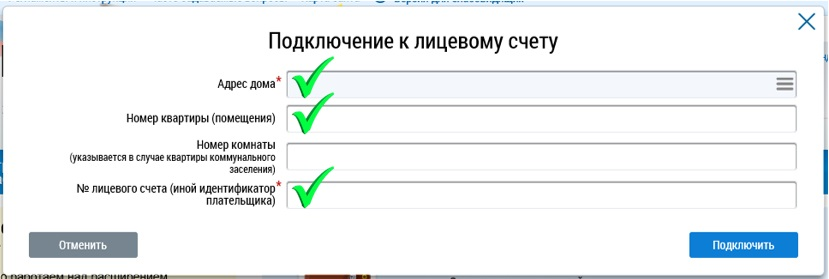 Подключение к лицевому счету
Адрес дома*
Номер квартиры (помещения)
Номер комнаты
(указывается в случае квартиры коммунального
заселения)
№ лицевого счета (иной идентификатор*
плательщика)
Отменить
Подключить